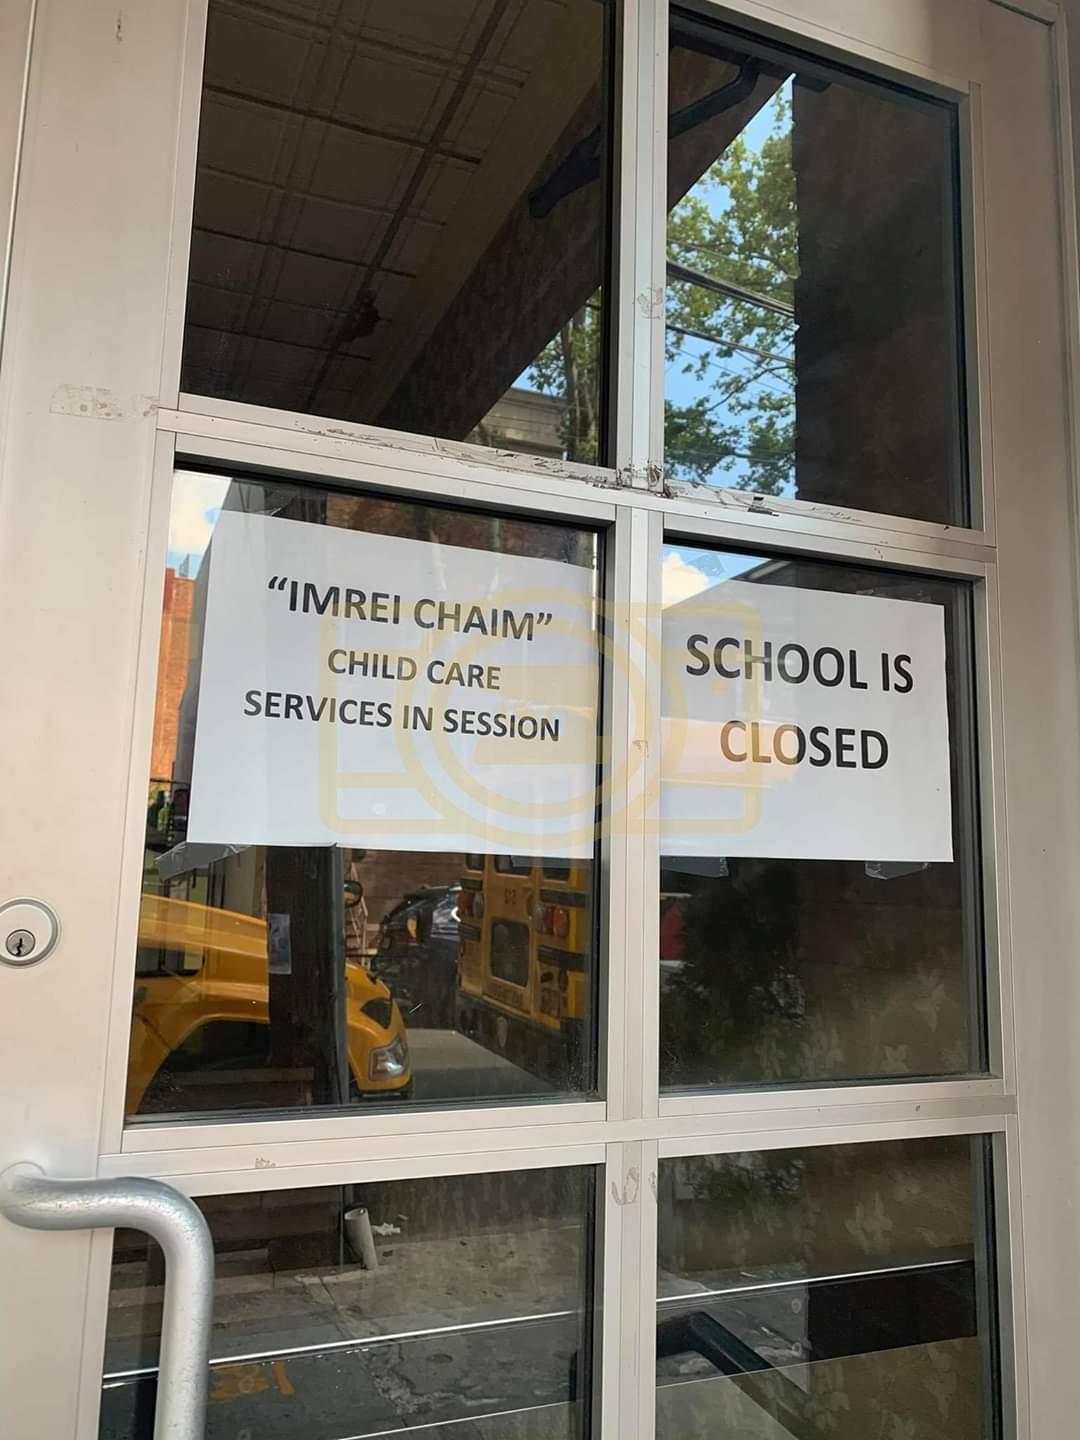 “IMREI CHAIM”
CHILD CARE
SERVICES IN SESSION
SCHOOL IS
CLOSED